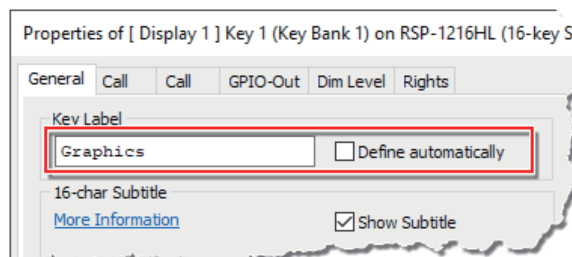 Properties of [ Display 1 ] Key 1 (Key Bank 1) on RSP-1216HL (16-key
General Call Call GPIO-Out Dim Level Rights
Key Label
Graphics Define automatically
16-char Subtitle
More Information Show Subtitle